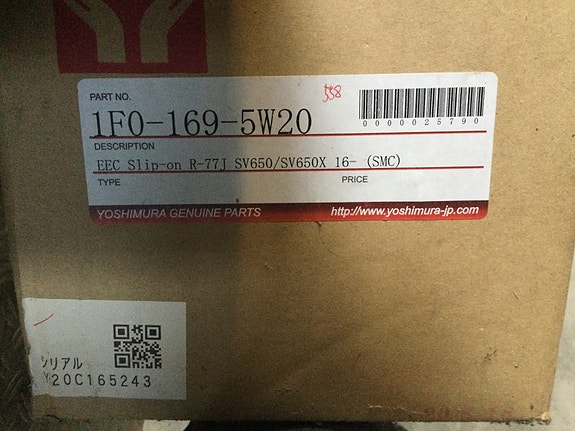 PART NO.
558
1F0-169-5W20
0000025790
DESCRIPTION
EEC Slip-on R-77J SV650/SV650X 16- (SMC)
TYPE PRICE
YOSHIMURA GENUINE PARTS http://www.yoshimura-jp.com
シリアル
Y20C165243